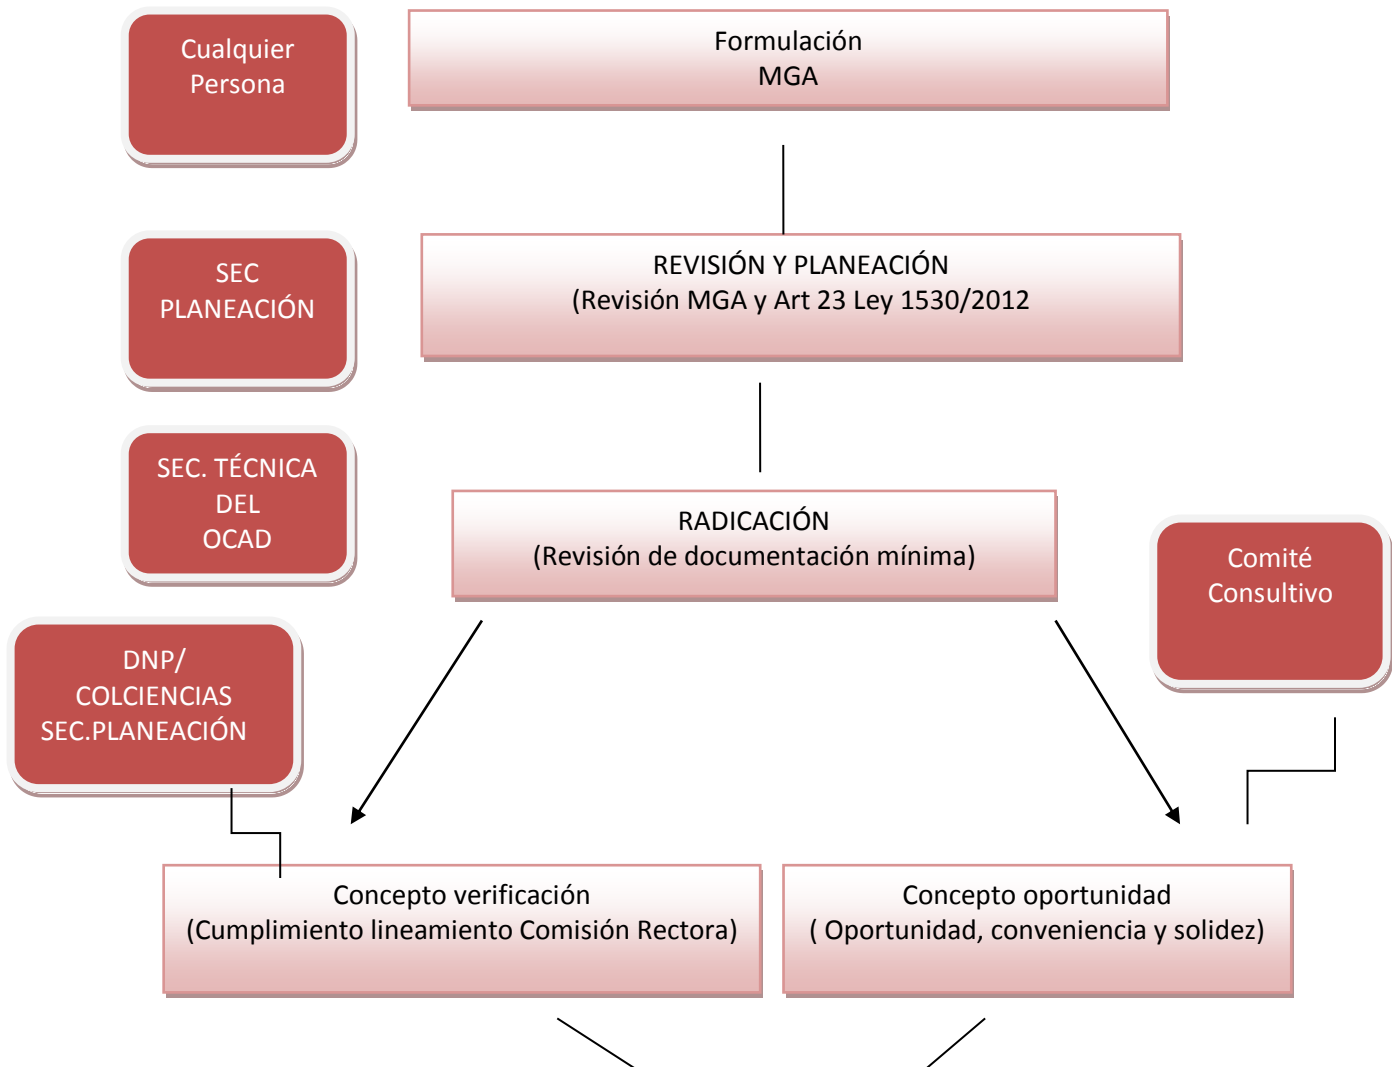 Cualquier
Persona
Formulación
MGA
SEC
PLANEACIÓN
REVISIÓN Y PLANEACIÓN
(Revisión MGA y Art 23 Ley 1530/2012
SEC. TÉCNICA
DEL
OCAD
RADICACIÓN
(Revisión de documentación mínima)
Comité
Consultivo
DNP/
COLCIENCIAS
SEC.PLANEACIÓN
Concepto verificación
(Cumplimiento lineamiento Comisión Rectora)
Concepto oportunidad
( Oportunidad, conveniencia y solidez)